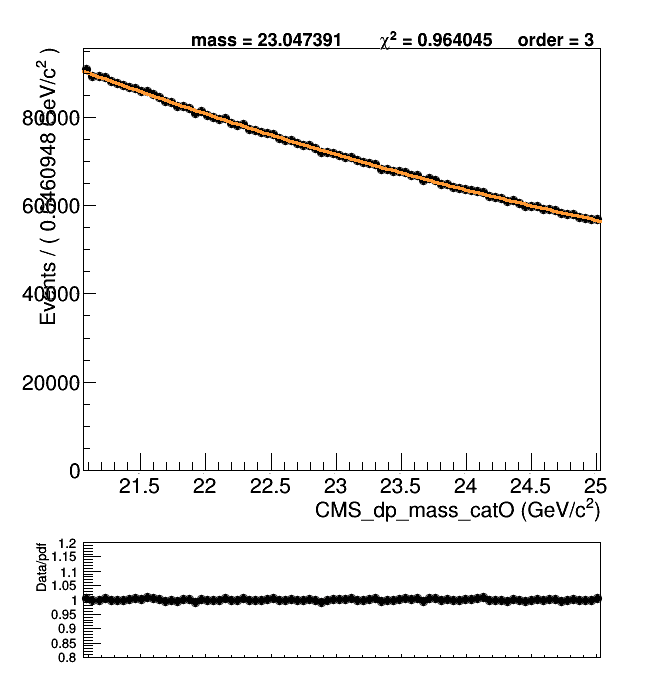 mass = 23.047391 χ² = 0.964045 order = 3
Events / ( 0.0460948 GeV/c² )
80000
60000
40000
20000
0
21.5 22 22.5 23 23.5 24 24.5 25
CMS_dp_mass_catO (GeV/c²)
Data/pdf
1.2
1.15
1.1
1.05
1
0.95
0.9
0.85
0.8